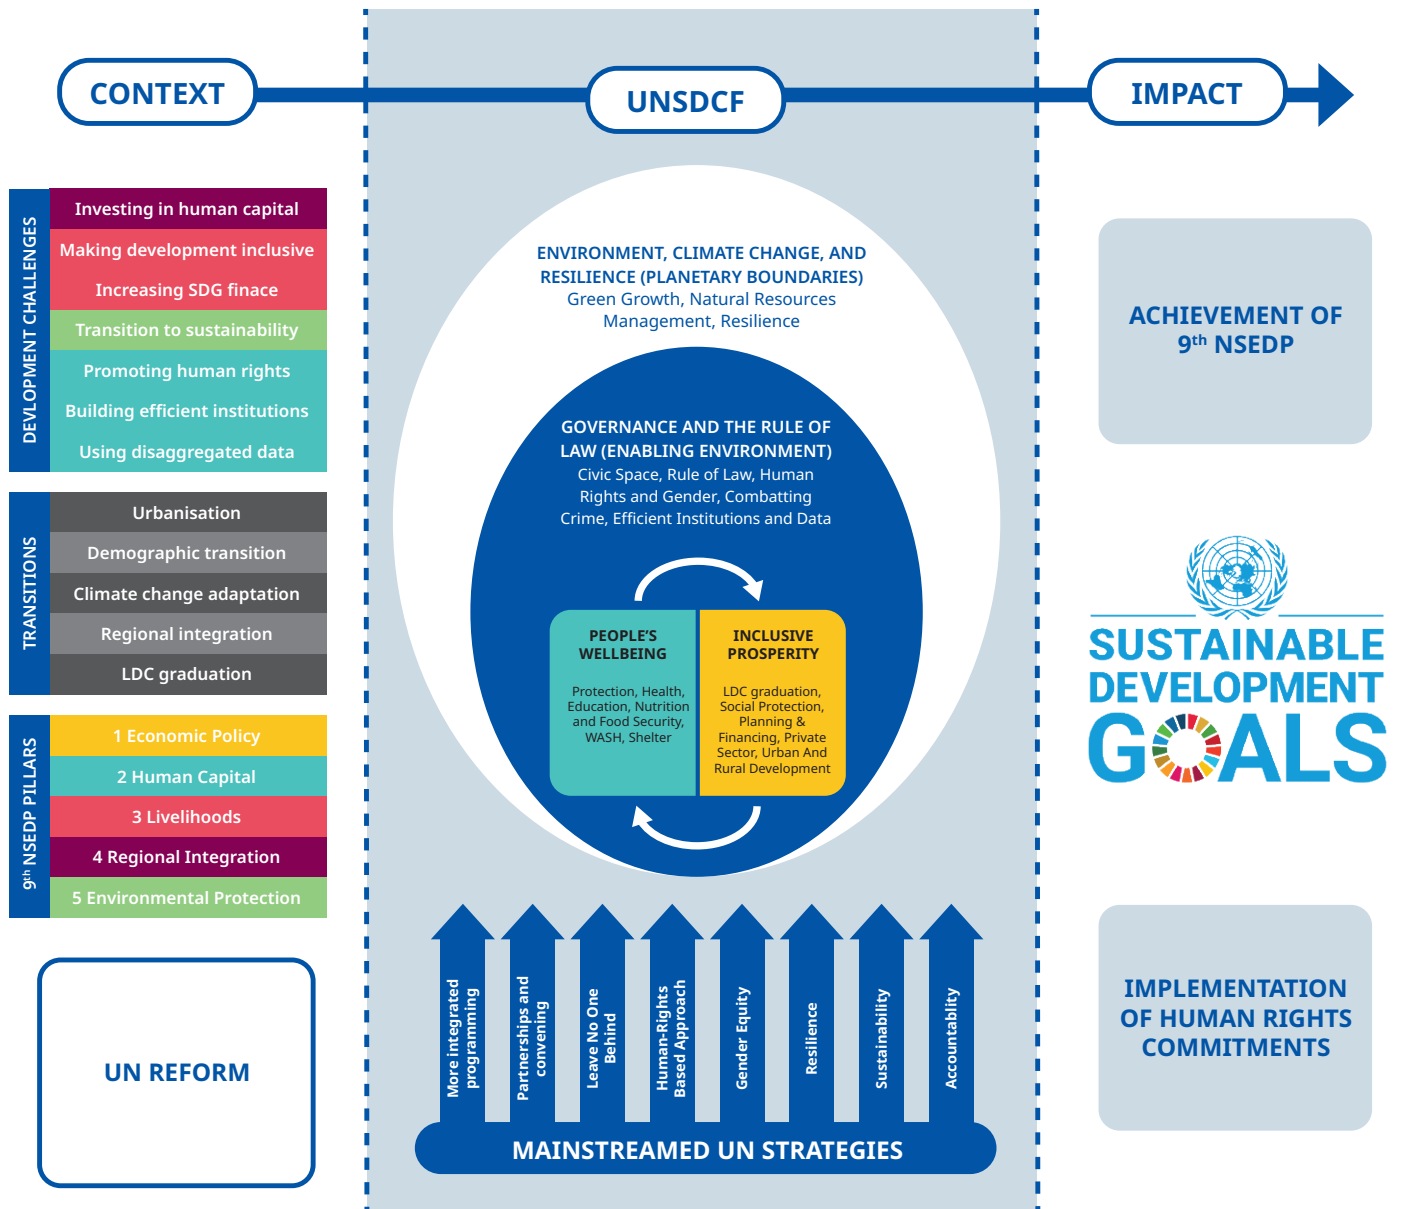 CONTEXT
UNSDCF
IMPACT
DEVLOPMENT CHALLENGES
Investing in human capital
Making development inclusive
Increasing SDG finace
Transition to sustainability
Promoting human rights
Building efficient institutions
Using disaggregated data
TRANSITIONS
Urbanisation
Demographic transition
Climate change adaptation
Regional integration
LDC graduation
9th NSEDP PILLARS
1 Economic Policy
2 Human Capital
3 Livelihoods
4 Regional Integration
5 Environmental Protection
UN REFORM
ENVIRONMENT, CLIMATE CHANGE, AND
RESILIENCE (PLANETARY BOUNDARIES)
Green Growth, Natural Resources
Management, Resilience
GOVERNANCE AND THE RULE OF
LAW (ENABLING ENVIRONMENT)
Civic Space, Rule of Law, Human
Rights and Gender, Combatting
Crime, Efficient Institutions and Data
PEOPLE’S
WELLBEING
Protection, Health,
Education, Nutrition
and Food Security,
WASH, Shelter
INCLUSIVE
PROSPERITY
LDC graduation,
Social Protection,
Planning &
Financing, Private
Sector, Urban And
Rural Development
More integrated
programming
Partnerships and
convening
Leave No One
Behind
Human-Rights
Based Approach
Gender Equity
Resilience
Sustainability
Accountablity
MAINSTREAMED UN STRATEGIES
ACHIEVEMENT OF
9th NSEDP
SUSTAINABLE
DEVELOPMENT
GOALS
IMPLEMENTATION
OF HUMAN RIGHTS
COMMITMENTS